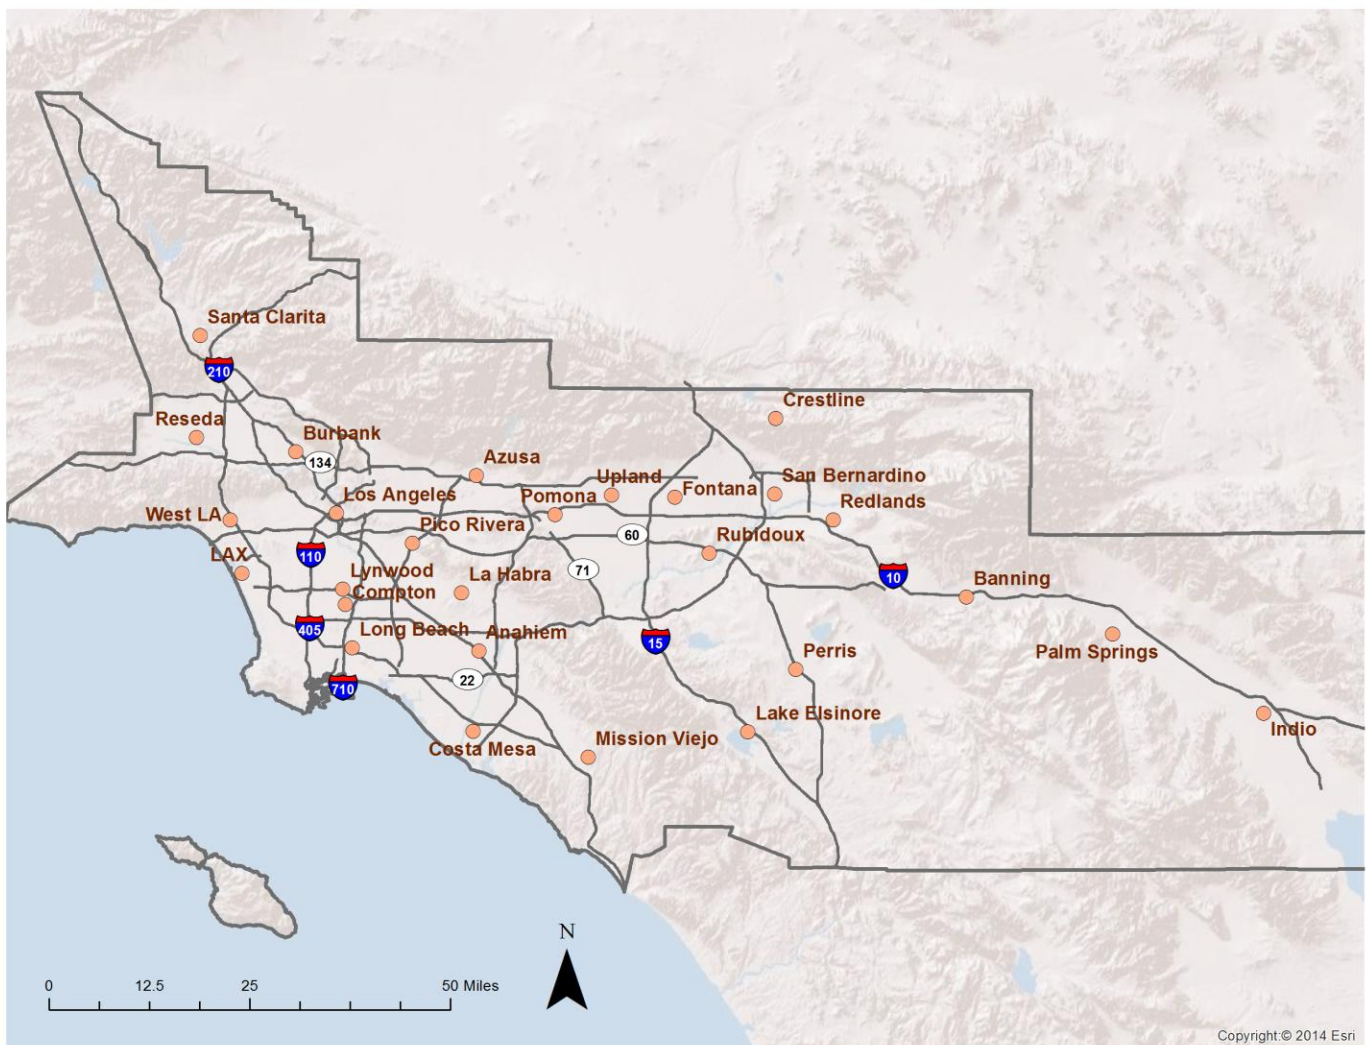 Santa Clarita
210
Crestline
Reseda
Burbank
134
Azusa
Upland
San Bernardino
Los Angeles
Pomona
Fontana
Redlands
West LA
Pico Rivera
60
Rubidoux
LAX
110
71
Lynwood
La Habra
10
Banning
Compton
405
Long Beach
Anahiem
15
Perris
Palm Springs
710
22
Lake Elsinore
Costa Mesa
Mission Viejo
Indio
N
0 12.5 25 50 Miles
Copyright:© 2014 Esri